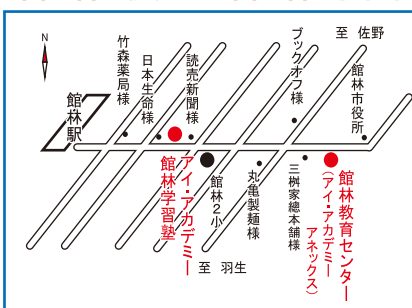 N
至 佐野
竹森薬局様
日本生命様
読売新聞様
ブックオフ様
館林市役所
館林駅
アイ・アカデミー
館林学習塾
館林2小
丸亀製麺様
三桝家總本舗様
館林教育センター
(アイ・アカデミー
アネックス)
至 羽生